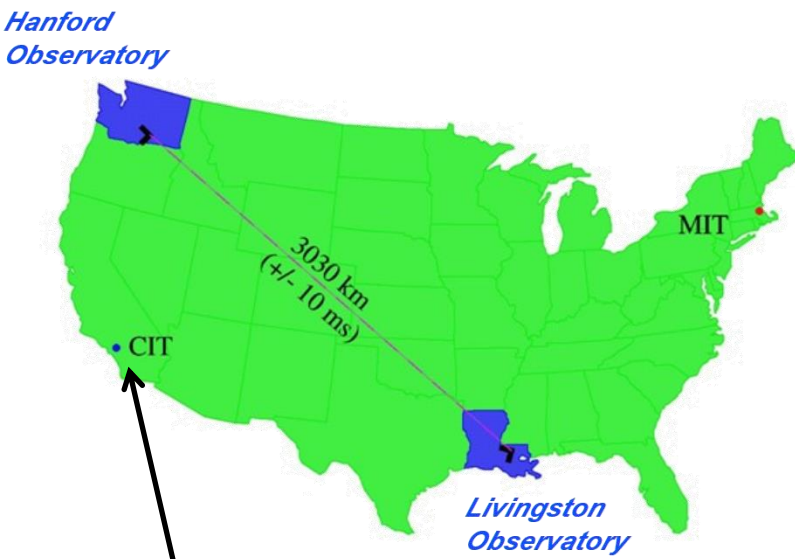 Hanford
Observatory
MIT
3030 km
(+/- 10 ms)
CIT
Livingston
Observatory